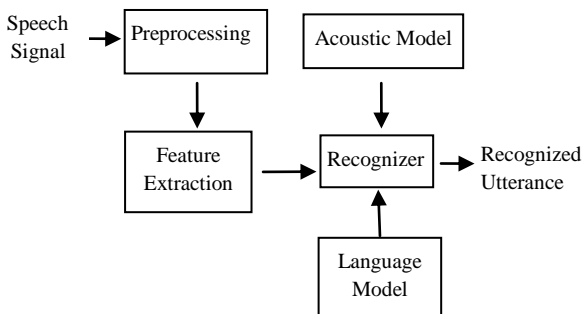 Speech
Signal
Preprocessing
Acoustic Model
Feature
Extraction
Recognizer
Recognized
Utterance
Language
Model